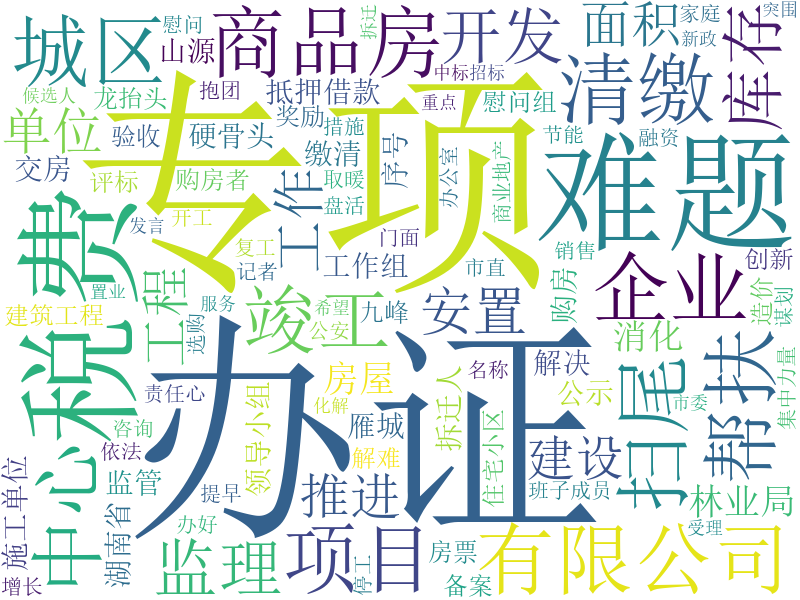 慰问
拆迁
家庭
突围
城区
商品房
开发
面积
库存
山源
新政
候选人
龙抬头
抱团
抵押借款
中标
招标
清缴
专项
难题
单位
奖励
重点
慰问组
验收
硬骨头
措施
缴清
序号
节能
融资
交房
评标
购房者
取暖
盘活
办公室
商业地产
税费
工作
开工
发言
复工
门面
企业
帮扶
记者
工作组
市直
销售
创新
置业
服务
希望
九峰
安置
购房
造价
谋划
工程
竣工
建筑工程
选购
公安
消化
扫尾
办证
名称
解决
集中力量
中心
责任心
房屋
化解
雁城
拆迁人
公示
市委
咨询
领导小组
解难
住宅小区
建设
依法
监管
提早
推进
班子成员
林业局
施工单位
湖南省
办好
监理
项目
停工
房票
有限公司
受理
增长
备案